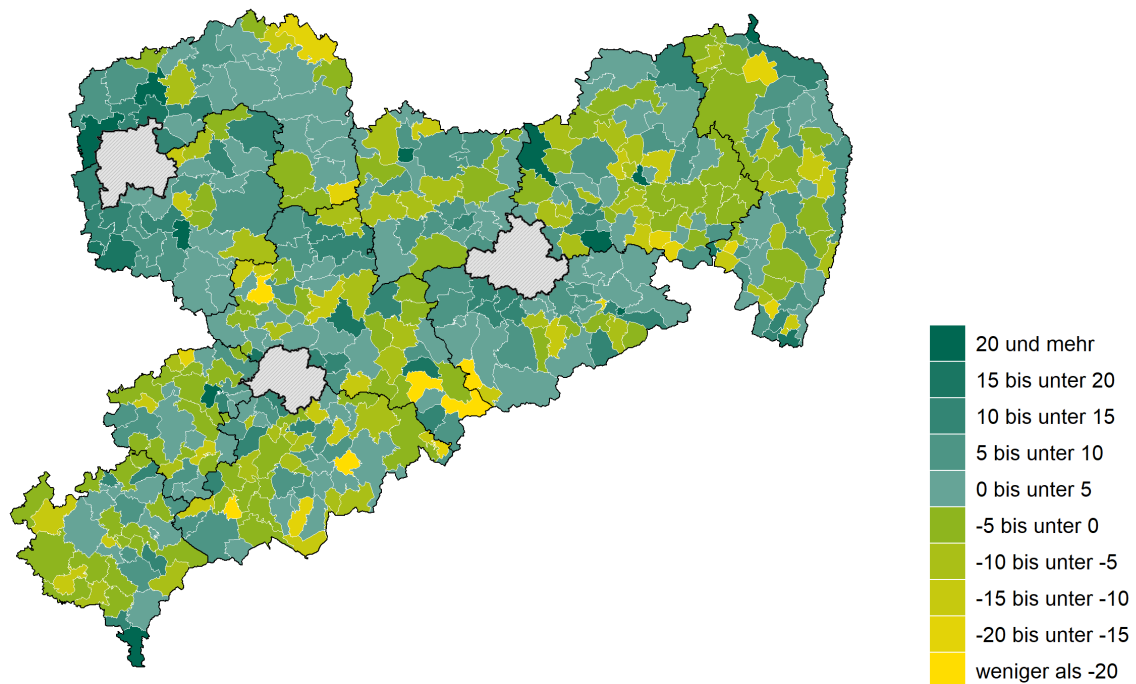 20 und mehr
15 bis unter 20
10 bis unter 15
5 bis unter 10
0 bis unter 5
-5 bis unter 0
-10 bis unter -5
-15 bis unter -10
-20 bis unter -15
weniger als -20